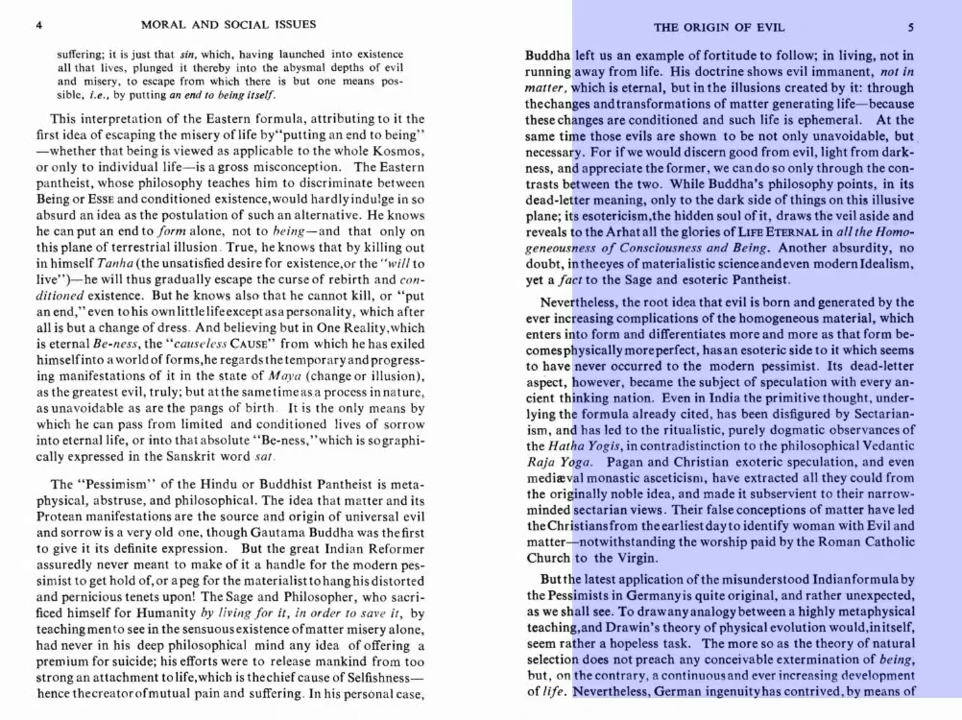 4 MORAL AND SOCIAL ISSUES
suffering; it is just that sin, which, having launched into existence
all that lives, plunged it thereby into the abysmal depths of evil
and misery, to escape from which there is but one means pos-
sible, i.e., by putting an end to being itself.
This interpretation of the Eastern formula, attributing to it the
first idea of escaping the misery of life by "putting an end to being"
—whether that being is viewed as applicable to the whole Kosmos,
or only to individual life—is a gross misconception. The Eastern
pantheist, whose philosophy teaches him to discriminate between
Being or ESSE and conditioned existence, would hardly indulge in so
absurd an idea as the postulation of such an alternative. He knows
he can put an end to form alone, not to being—and that only on
this plane of terrestrial illusion. True, he knows that by killing out
in himself Tanha (the unsatisfied desire for existence, or the "will to
live")—he will thus gradually escape the curse of rebirth and con-
ditioned existence. But he knows also that he cannot kill, or "put
an end," even to his own little life except as a personality, which after
all is but a change of dress. And believing but in One Reality, which
is eternal Be-ness, the "causeless CAUSE" from which he has exiled
himself into a world of forms, he regards the temporary and progress-
ing manifestations of it in the state of Maya (change or illusion),
as the greatest evil, truly; but at the same time as a process in nature,
as unavoidable as are the pangs of birth. It is the only means by
which he can pass from limited and conditioned lives of sorrow
into eternal life, or into that absolute "Be-ness," which is so graphi-
cally expressed in the Sanskrit word sat.
The "Pessimism" of the Hindu or Buddhist Pantheist is meta-
physical, abstruse, and philosophical. The idea that matter and its
Protean manifestations are the source and origin of universal evil
and sorrow is a very old one, though Gautama Buddha was the first
to give it its definite expression. But the great Indian Reformer
assuredly never meant to make of it a handle for the modern pes-
simist to get hold of, or a peg for the materialist to hang his distorted
and pernicious tenets upon! The Sage and Philosopher, who sacri-
ficed himself for Humanity by living for it, in order to save it, by
teaching men to see in the sensuous existence of matter misery alone,
had never in his deep philosophical mind any idea of offering a
premium for suicide; his efforts were to release mankind from too
strong an attachment to life, which is the chief cause of Selfishness—
hence the creator of mutual pain and suffering. In his personal case,
THE ORIGIN OF EVIL 5
Buddha left us an example of fortitude to follow; in living, not in
running away from life. His doctrine shows evil immanent, not in
matter, which is eternal, but in the illusions created by it: through
the changes and transformations of matter generating life—because
these changes are conditioned and such life is ephemeral. At the
same time those evils are shown to be not only unavoidable, but
necessary. For if we would discern good from evil, light from dark-
ness, and appreciate the former, we can do so only through the con-
trasts between the two. While Buddha's philosophy points, in its
dead-letter meaning, only to the dark side of things on this illusive
plane; its esotericism, the hidden soul of it, draws the veil aside and
reveals to the Arhat all the glories of LIFE ETERNAL in all the Homo-
geneousness of Consciousness and Being. Another absurdity, no
doubt, in the eyes of materialistic science and even modern Idealism,
yet a fact to the Sage and esoteric Pantheist.
Nevertheless, the root idea that evil is born and generated by the
ever increasing complications of the homogeneous material, which
enters into form and differentiates more and more as that form be-
comes physically more perfect, has an esoteric side to it which seems
to have never occurred to the modern pessimist. Its dead-letter
aspect, however, became the subject of speculation with every an-
cient thinking nation. Even in India the primitive thought, under-
lying the formula already cited, has been disfigured by Sectarian-
ism, and has led to the ritualistic, purely dogmatic observances of
the Hatha Yogis, in contradistinction to the philosophical Vedantic
Raja Yoga. Pagan and Christian exoteric speculation, and even
mediæval monastic asceticism, have extracted all they could from
the originally noble idea, and made it subservient to their narrow-
minded sectarian views. Their false conceptions of matter have led
the Christians from the earliest day to identify woman with Evil and
matter—notwithstanding the worship paid by the Roman Catholic
Church to the Virgin.
But the latest application of the misunderstood Indian formula by
the Pessimists in Germany is quite original, and rather unexpected,
as we shall see. To draw any analogy between a highly metaphysical
teaching, and Drawin's theory of physical evolution would, in itself,
seem rather a hopeless task. The more so as the theory of natural
selection does not preach any conceivable extermination of being,
but, on the contrary, a continuous and ever increasing development
of life. Nevertheless, German ingenuity has contrived, by means of